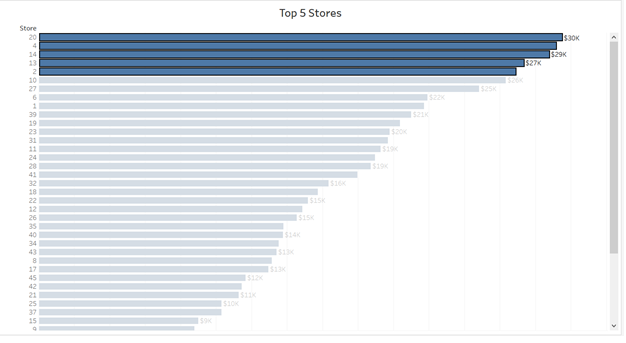 Top 5 Stores
Store
20 $30K
4
14 $29K
13 $27K
2
10 $26K
27 $25K
6 $22K
1
39 $21K
19
23 $20K
31
11 $19K
24
28 $19K
41
32 $16K
18
22 $15K
12
26 $15K
35
40 $14K
34
43 $13K
8
17 $13K
45 $12K
42
21 $11K
25 $10K
37
15 $9K
9